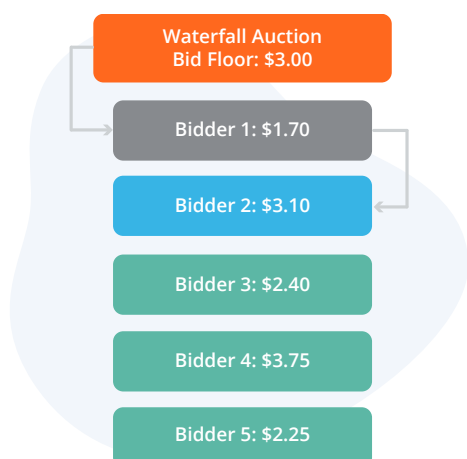 Waterfall Auction
Bid Floor: $3.00
Bidder 1: $1.70
Bidder 2: $3.10
Bidder 3: $2.40
Bidder 4: $3.75
Bidder 5: $2.25